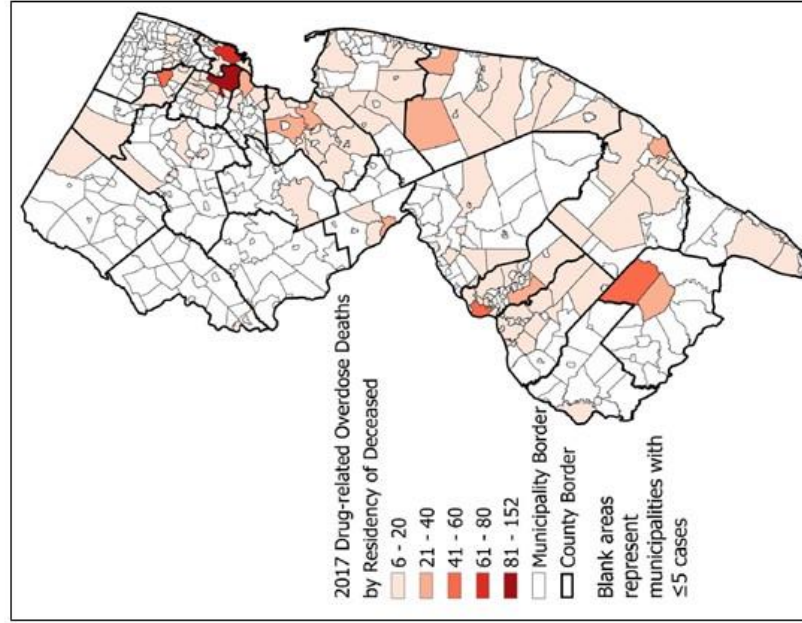 2017 Drug-related Overdose Deaths
by Residency of Deceased
6 - 20
21 - 40
41 - 60
61 - 80
81 - 152
Municipality Border
County Border
Blank areas
represent
municipalities with
≤5 cases